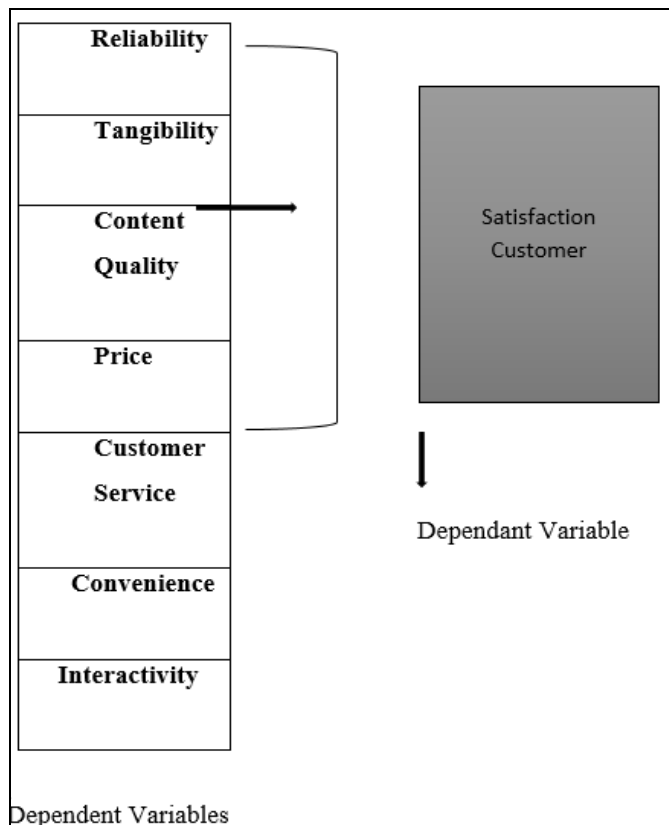 Reliability
Tangibility
Content
Quality
Price
Customer
Service
Convenience
Interactivity
Dependent Variables
Satisfaction
Customer
Dependant Variable